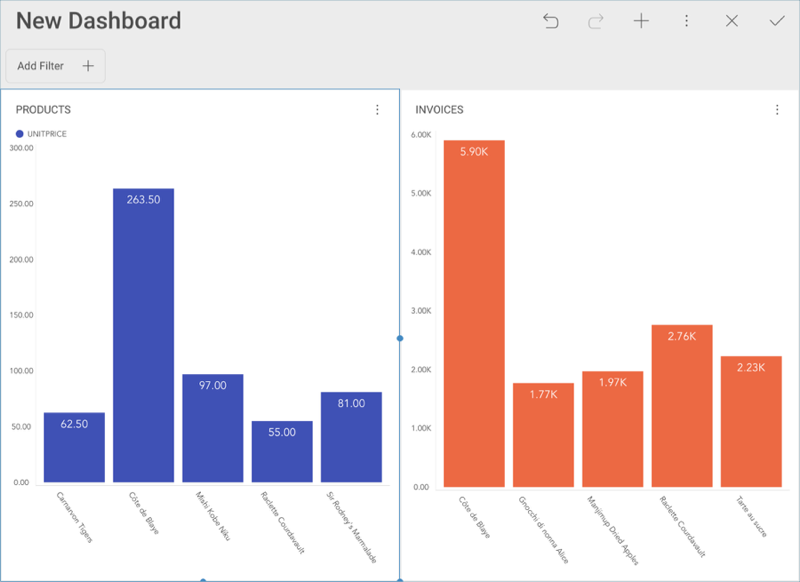 New Dashboard
Add Filter
PRODUCTS
UNITPRICE
300.00
250.00
200.00
150.00
100.00
50.00
0.00
62.50
263.50
97.00
55.00
81.00
Carnarvon Tigers
Côte de Blaye
Mishi Kobe Niku
Raclette Courdavault
Sir Rodney's Marmalade
INVOICES
6.00K
5.00K
4.00K
3.00K
2.00K
1.00K
0.00
5.90K
1.77K
1.97K
2.76K
2.23K
Côte de Blaye
Gnocchi di nonna Alice
Manjimup Dried Apples
Raclette Courdavault
Tarte au sucre